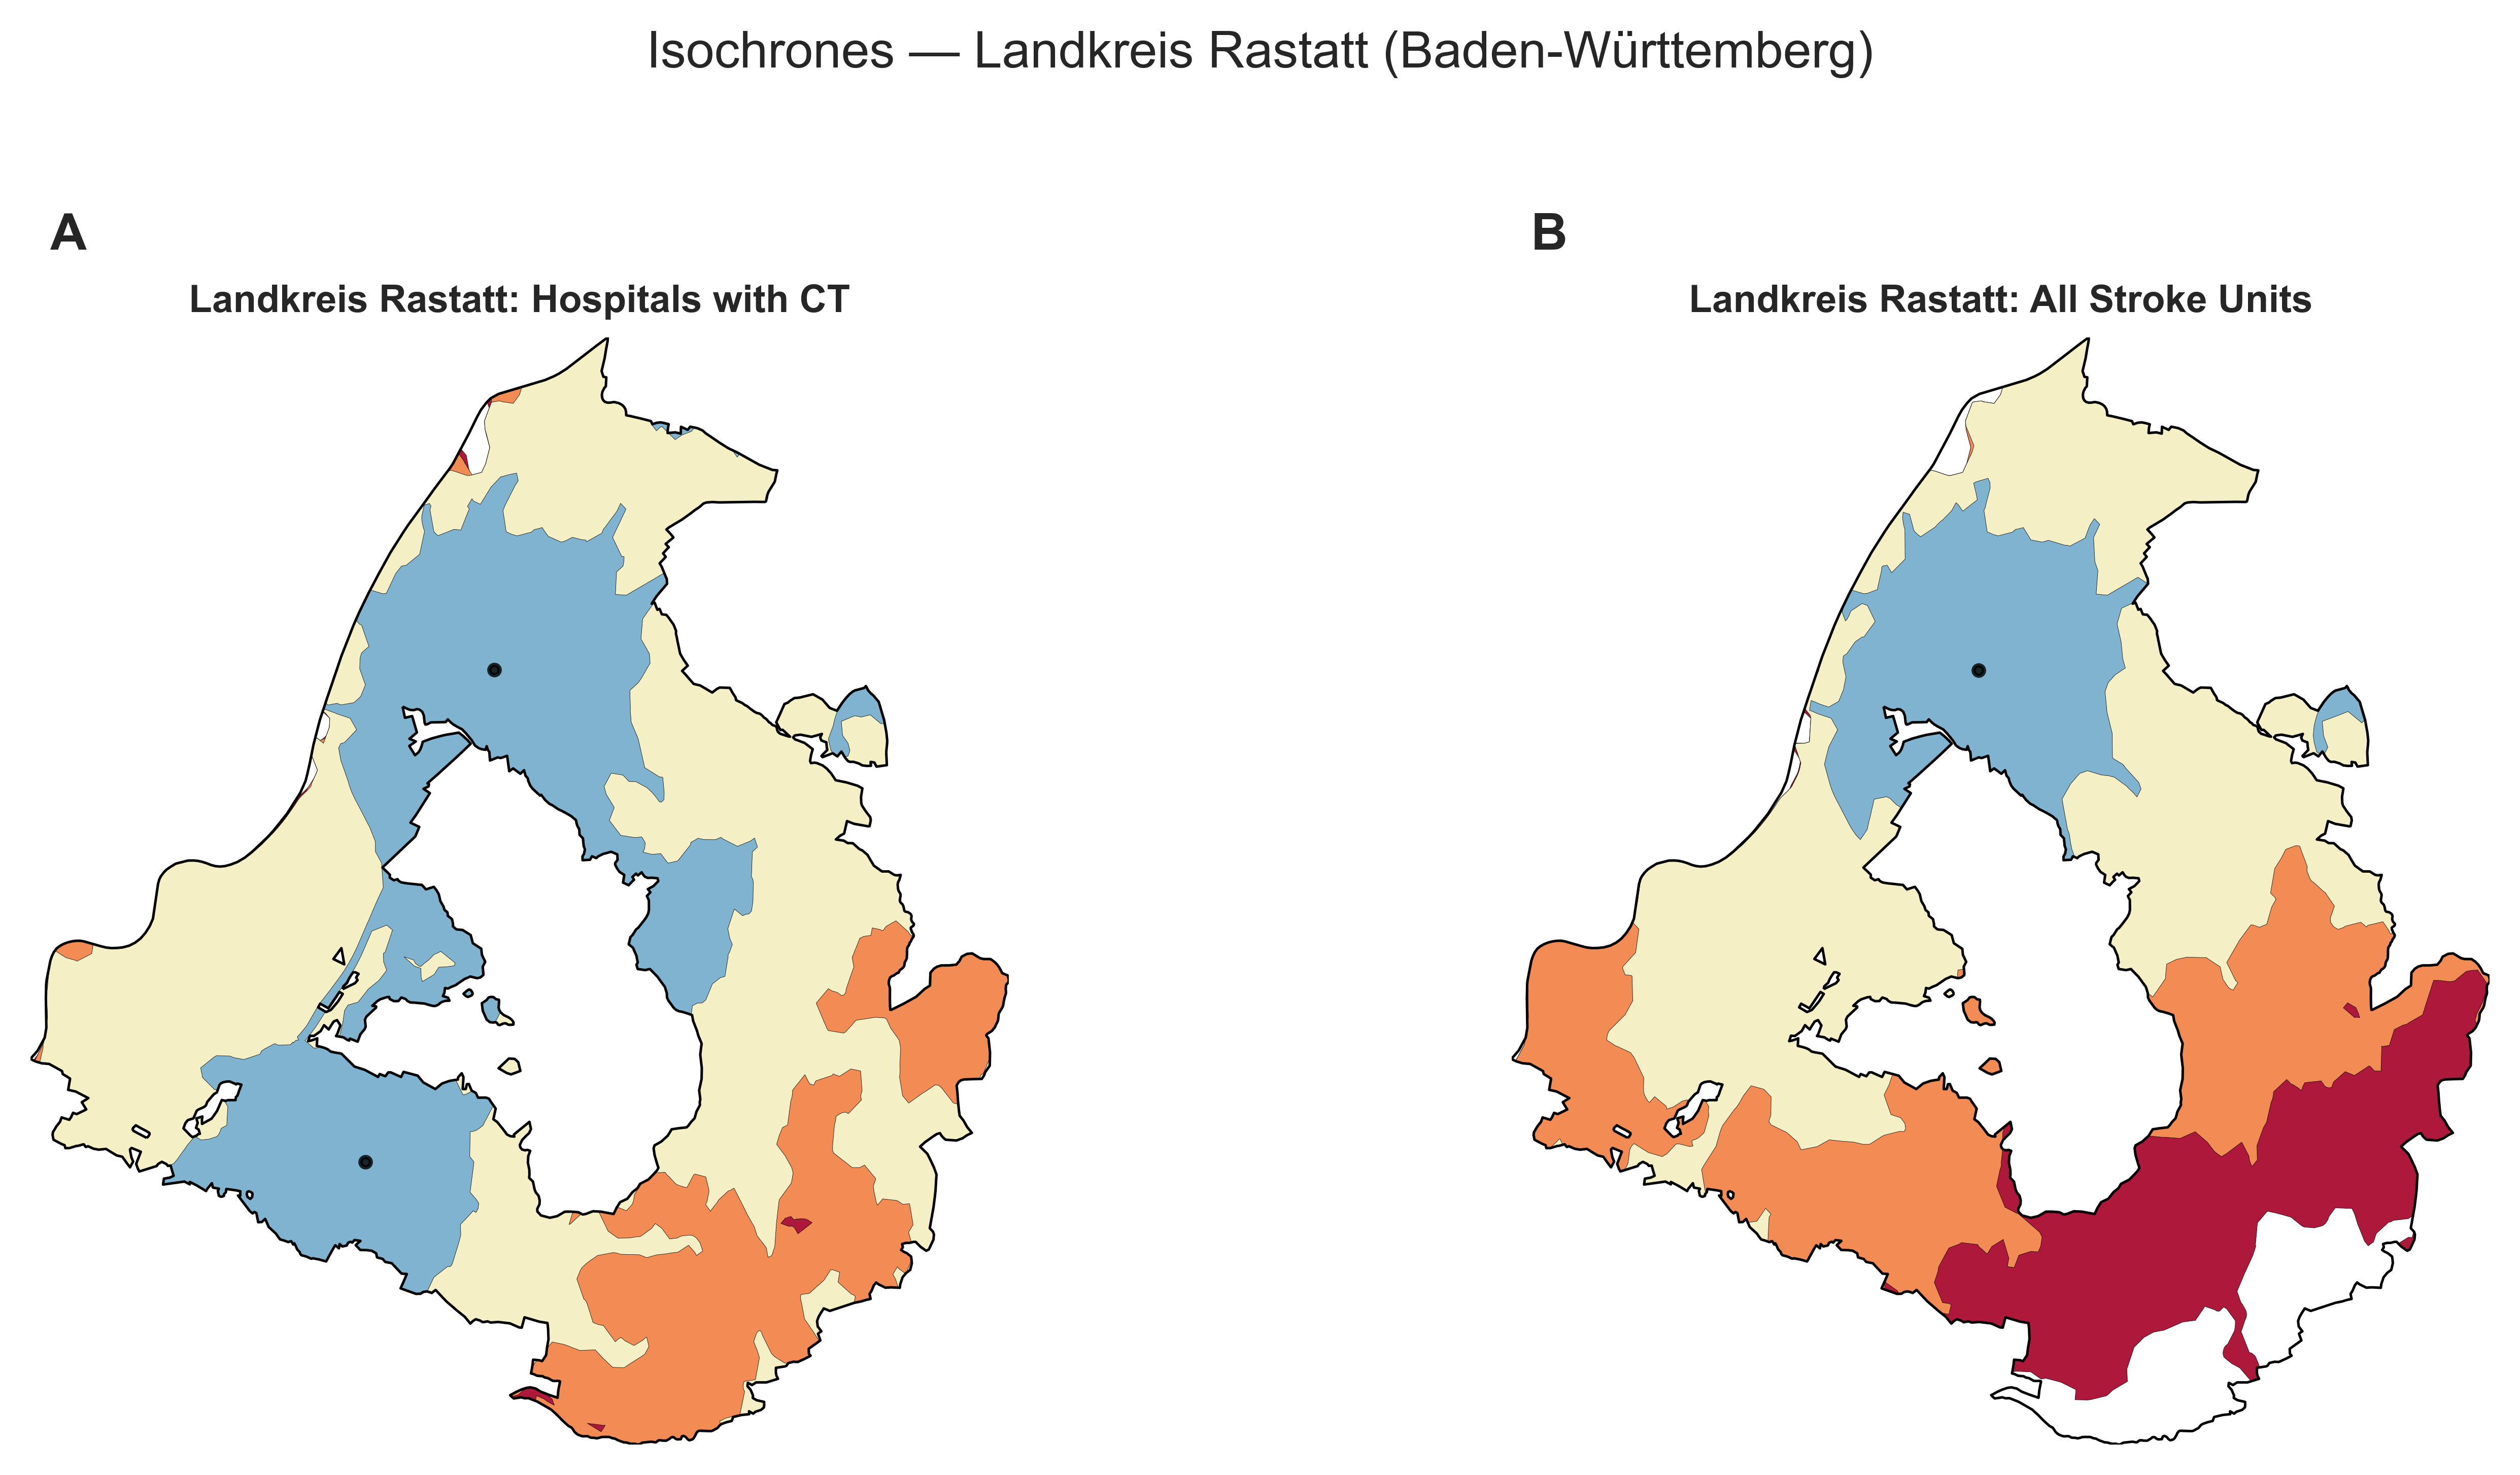 Isochrones — Landkreis Rastatt (Baden-Württemberg)
A
B
Landkreis Rastatt: Hospitals with CT
Landkreis Rastatt: All Stroke Units